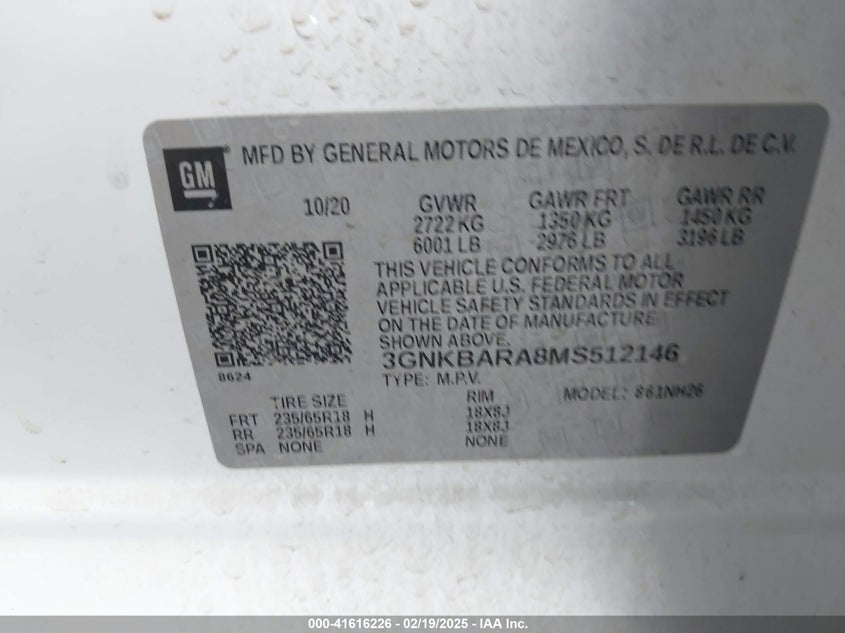 GM ® MFD BY GENERAL MOTORS DE MEXICO, S. DE R.L. DE C.V.
10/20 GVWR GAWR FRT GAWR RR
2722 KG 1350 KG 1450 KG
6001 LB 2976 LB 3196 LB
THIS VEHICLE CONFORMS TO ALL
APPLICABLE U.S. FEDERAL MOTOR
VEHICLE SAFETY STANDARDS IN EFFECT
ON THE DATE OF MANUFACTURE
SHOWN ABOVE.
3GNKBARA8MS512146
8624 TYPE: M.P.V. MODEL: 861NH26
TIRE SIZE RIM
FRT 235/65R18 H 18X8J
RR 235/65R18 H 18X8J
SPA NONE NONE
000-41616226 - 02/19/2025 - IAA Inc.